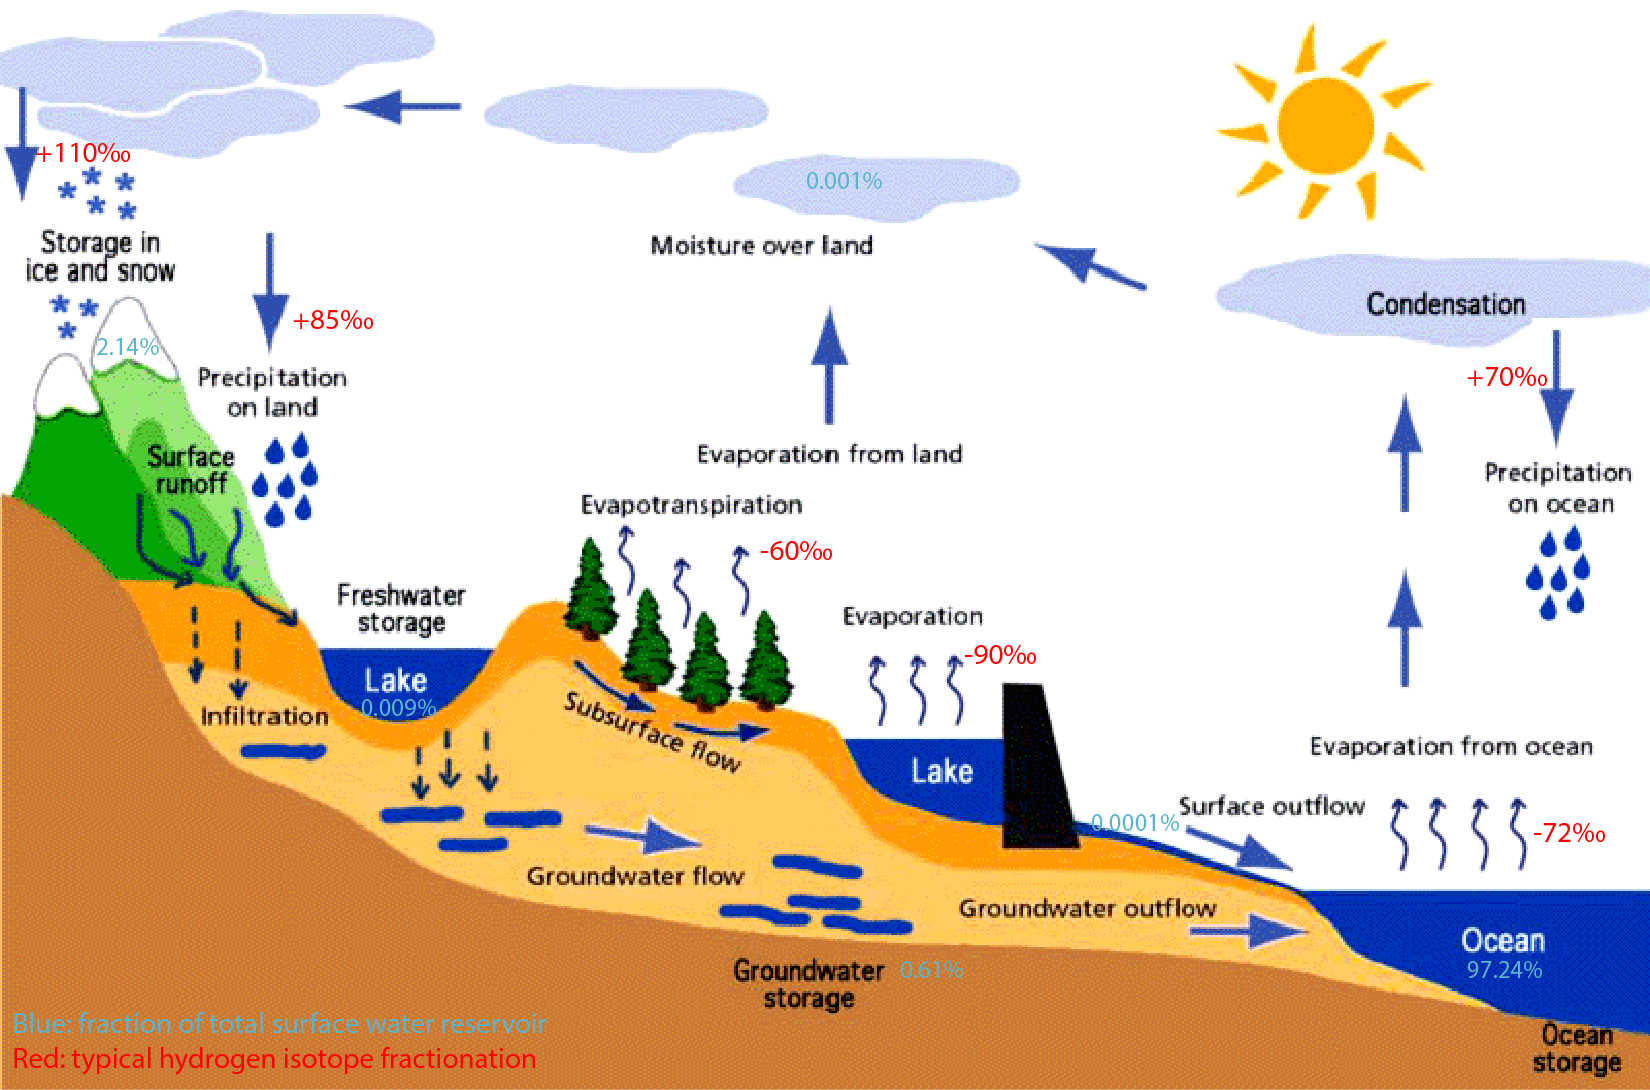 +110‰
Storage in
ice and snow
2.14%
+85‰
Precipitation
on land
Surface
runoff
Infiltration
Freshwater
storage
Lake
0.009%
0.001%
Moisture over land
Evaporation from land
Evapotranspiration
-60‰
Evaporation
-90‰
Subsurface flow
Lake
Condensation
+70‰
Precipitation
on ocean
Evaporation from ocean
-72‰
0.0001%
Surface outflow
Groundwater flow
Groundwater outflow
Groundwater 0.61%
storage
Ocean
97.24%
Ocean
storage
Blue: fraction of total surface water reservoir
Red: typical hydrogen isotope fractionation